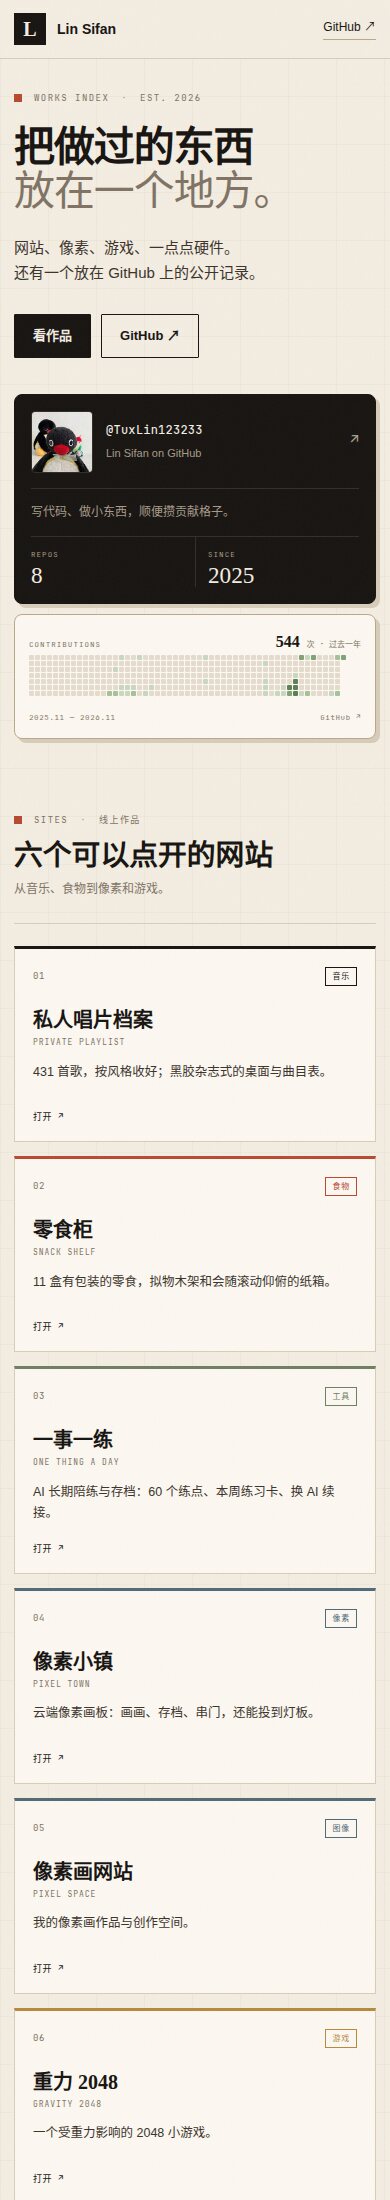 L
Lin Sifan
GitHub ↗
WORKS INDEX · EST. 2026
把做过的东西
放在一个地方。
网站、像素、游戏、一点点硬件。
还有一个放在 GitHub 上的公开记录。
看作品
GitHub ↗
@TuxLin123233
↗
Lin Sifan on GitHub
写代码、做小东西，顺便攒贡献格子。
REPOS
8
SINCE
2025
CONTRIBUTIONS
544 次 · 过去一年
2025.11 — 2026.11
GitHub ↗
SITES · 线上作品
六个可以点开的网站
从音乐、食物到像素和游戏。
01
音乐
私人唱片档案
PRIVATE PLAYLIST
431 首歌，按风格收好；黑胶杂志式的桌面与曲目表。
打开 ↗
02
食物
零食柜
SNACK SHELF
11 盒有包装的零食，拟物木架和会随滚动仰俯的纸箱。
打开 ↗
03
工具
一事一练
ONE THING A DAY
AI 长期陪练与存档：60 个练点、本周练习卡、换 AI 续
接。
打开 ↗
04
像素
像素小镇
PIXEL TOWN
云端像素画板：画画、存档、串门，还能投到灯板。
打开 ↗
05
图像
像素画网站
PIXEL SPACE
我的像素画作品与创作空间。
打开 ↗
06
游戏
重力 2048
GRAVITY 2048
一个受重力影响的 2048 小游戏。
打开 ↗